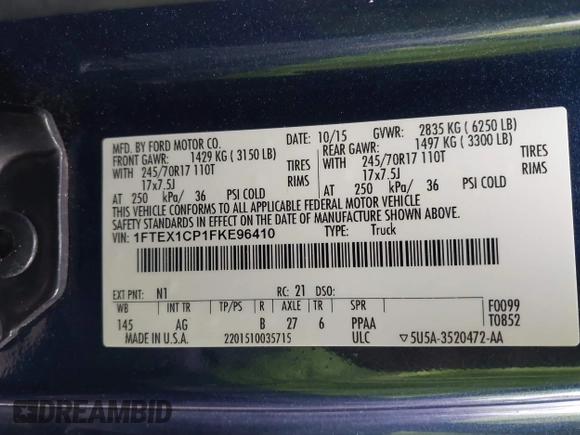 MFD. BY FORD MOTOR CO.
DATE: 10/15 GVWR: 2835 KG ( 6250 LB)
FRONT GAWR: 1429 KG ( 3150 LB) REAR GAWR: 1497 KG ( 3300 LB)
WITH 245/70R17 110T TIRES WITH 245/70R17 110T TIRES
17x7.5J RIMS 17x7.5J RIMS
AT 250 kPa/ 36 PSI COLD AT 250 kPa/ 36 PSI COLD
THIS VEHICLE CONFORMS TO ALL APPLICABLE FEDERAL MOTOR VEHICLE
SAFETY STANDARDS IN EFFECT ON THE DATE OF MANUFACTURE SHOWN ABOVE.
VIN: 1FTEX1CP1FKE96410 TYPE: Truck
EXT PNT: N1 RC: 21 DSO:
WB INT TR TP/PS R AXLE TR SPR F0099
145 AG B 27 6 PPAA T0852
MADE IN U.S.A. 2201510035715 ULC 5U5A-3520472-AA
DREAMBID